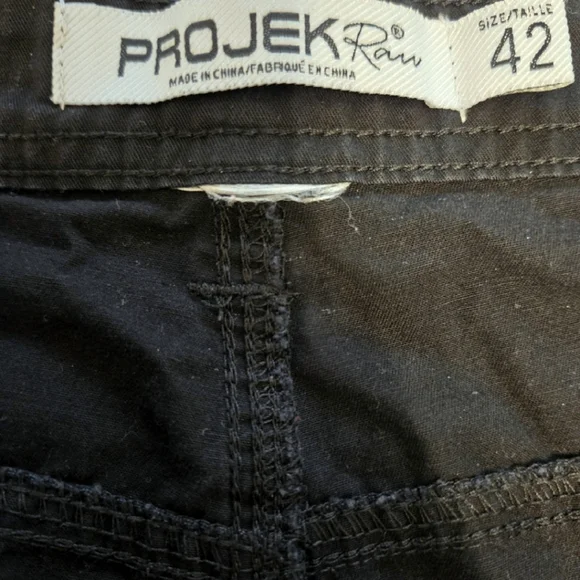 PROJEK Raw®
MADE IN CHINA/FABRIQUÉ EN CHINA
SIZE/TAILLE
42